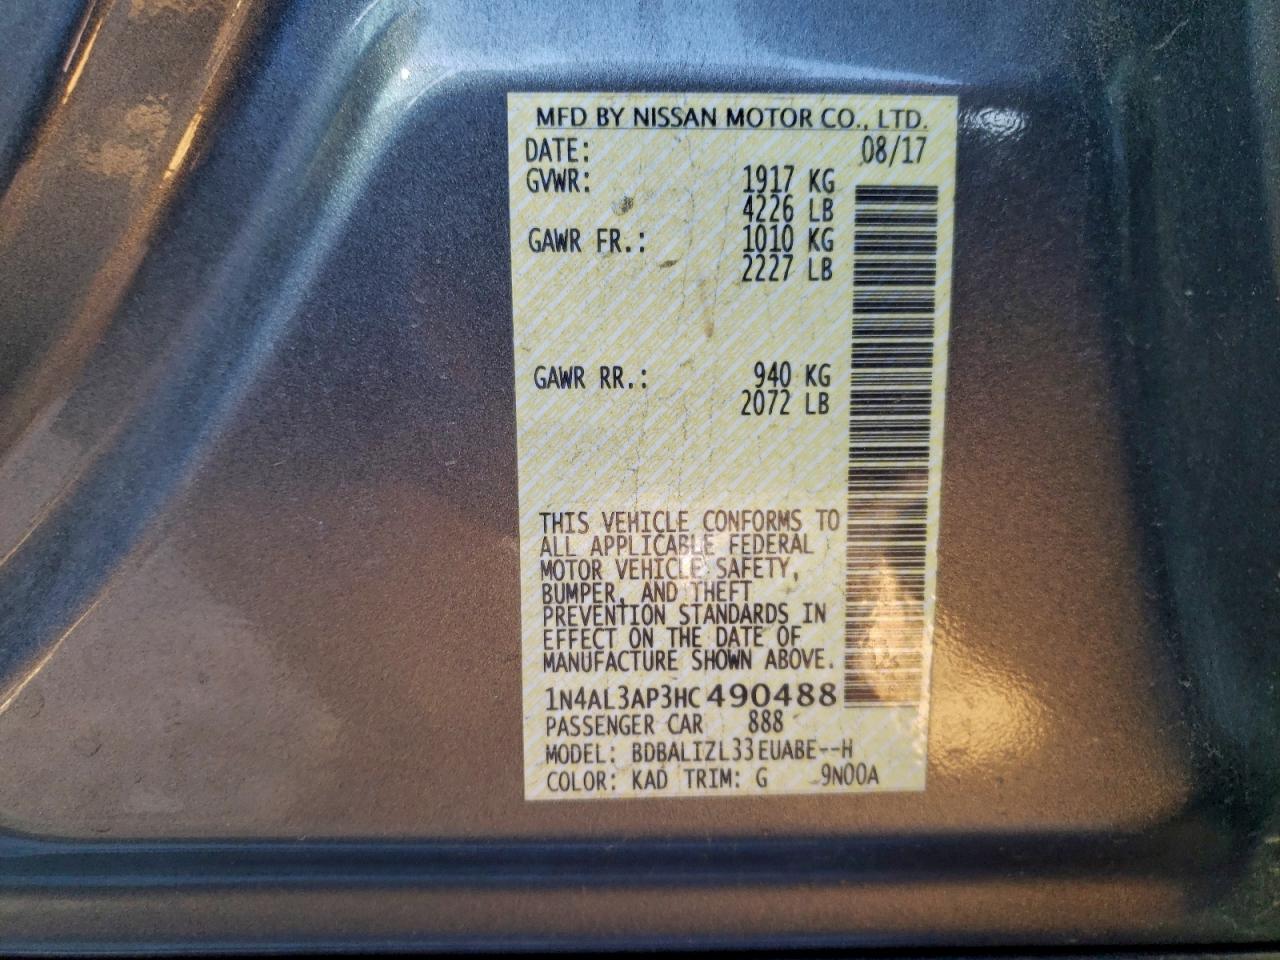 MFD BY NISSAN MOTOR CO., LTD.
DATE: 08/17
GVWR: 1917 KG
4226 LB
GAWR FR.: 1010 KG
2227 LB
GAWR RR.: 940 KG
2072 LB
THIS VEHICLE CONFORMS TO
ALL APPLICABLE FEDERAL
MOTOR VEHICLE SAFETY,
BUMPER, AND THEFT
PREVENTION STANDARDS IN
EFFECT ON THE DATE OF
MANUFACTURE SHOWN ABOVE.
1N4AL3AP3HC490488
PASSENGER CAR 888
MODEL: BDBALIZL33EUABE--H
COLOR: KAD TRIM: G 9N00A